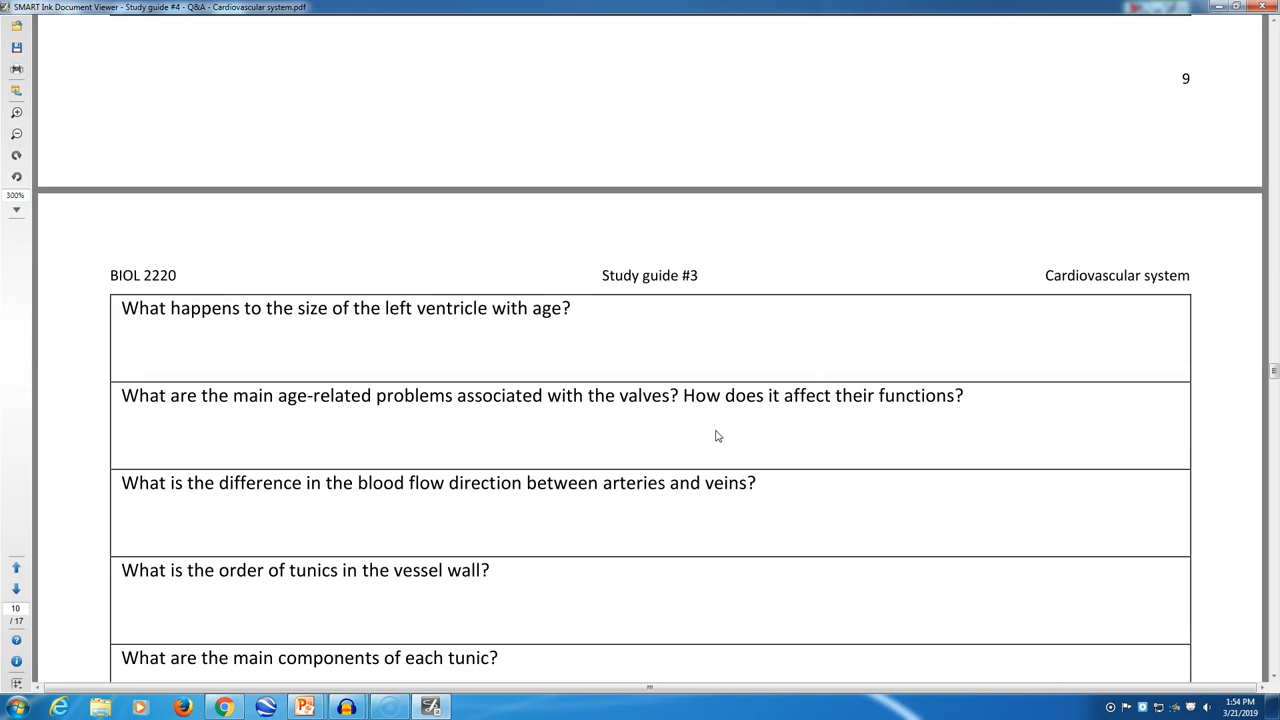 SMART Ink Document Viewer - Study guide #4 - Q&A - Cardiovascular system.pdf
9
300%
BIOL 2220 Study guide #3 Cardiovascular system
What happens to the size of the left ventricle with age?
What are the main age-related problems associated with the valves? How does it affect their functions?
What is the difference in the blood flow direction between arteries and veins?
What is the order of tunics in the vessel wall?
10
/ 17
What are the main components of each tunic?
1:54 PM
3/21/2019